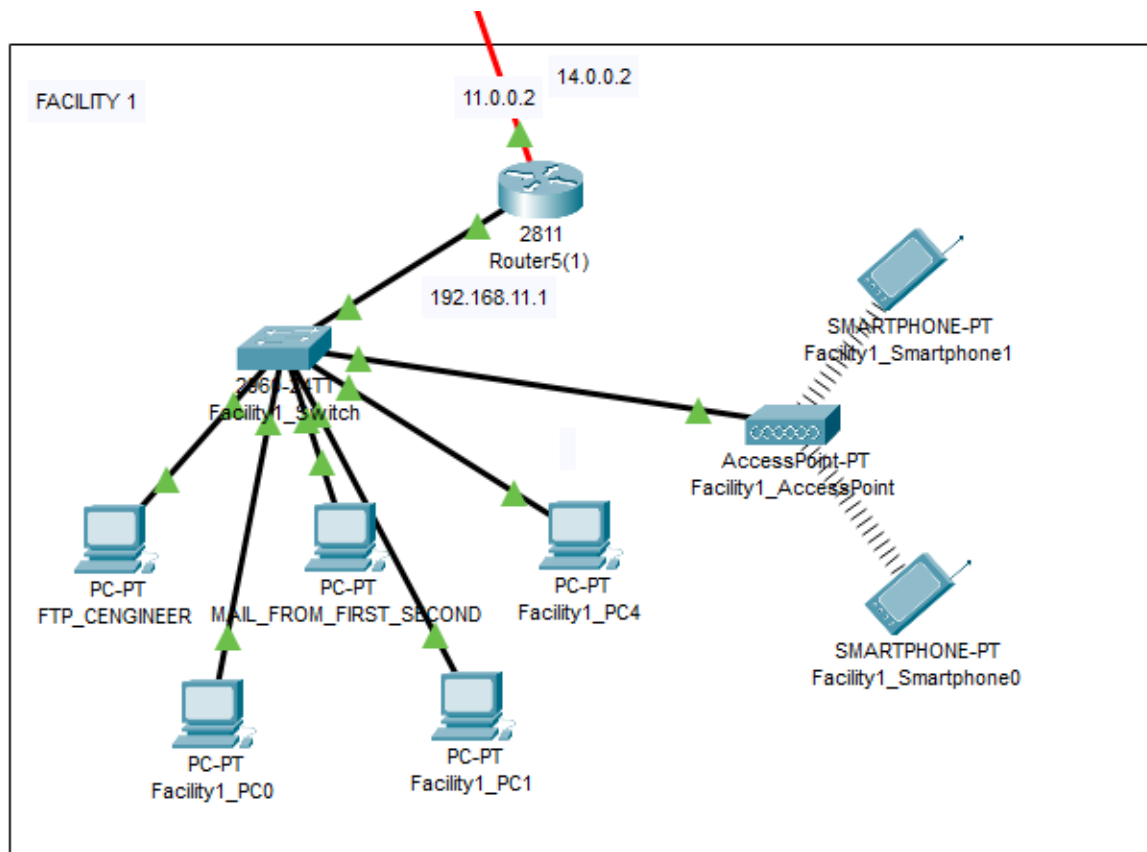 14.0.0.2
11.0.0.2
FACILITY 1
2811
Router5(1)
192.168.11.1
SMARTPHONE-PT
Facility1_Smartphone1
2960-24TT
Facility1_Switch
AccessPoint-PT
Facility1_AccessPoint
PC-PT
FTP_CENGINEER
PC-PT
MAIL_FROM_FIRST_SECOND
PC-PT
Facility1_PC4
SMARTPHONE-PT
Facility1_Smartphone0
PC-PT
Facility1_PC0
PC-PT
Facility1_PC1